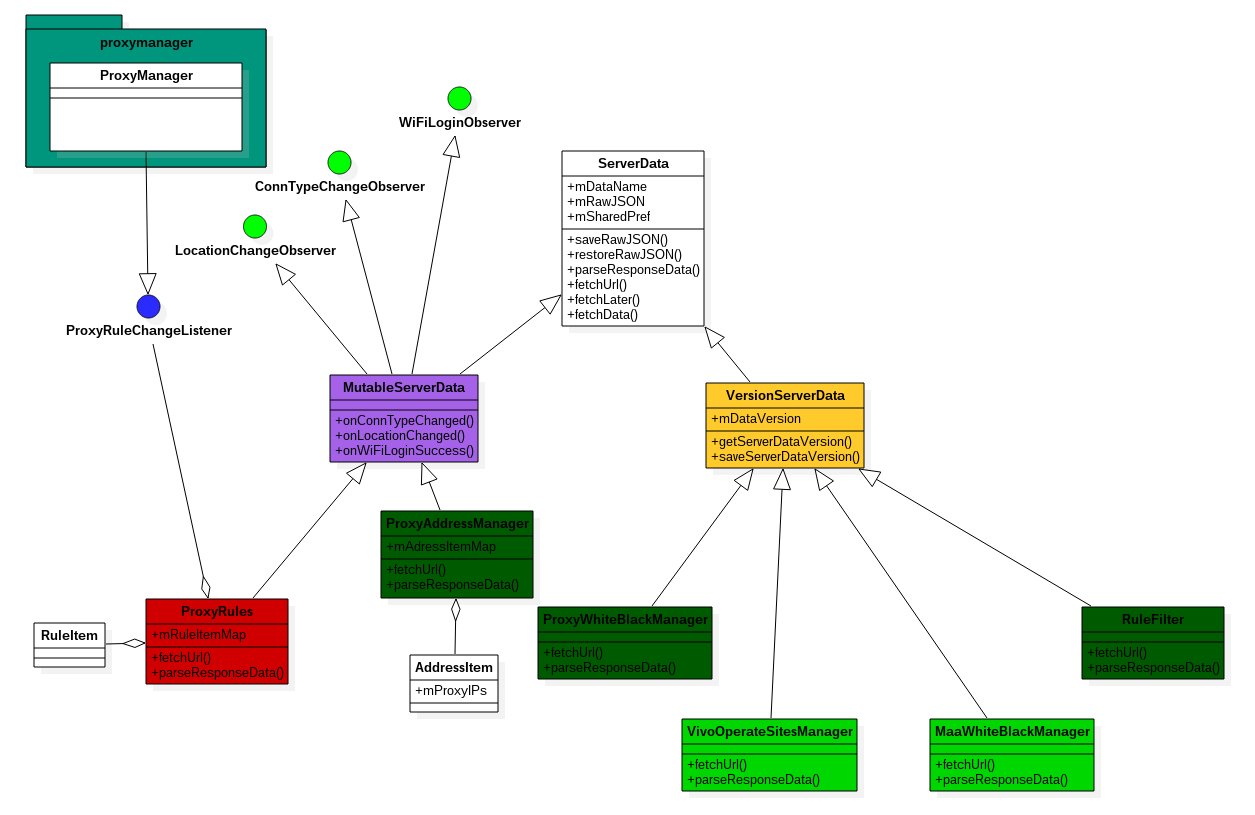 proxymanager
ProxyManager
WiFiLoginObserver
ConnTypeChangeObserver
LocationChangeObserver
ProxyRuleChangeListener
ServerData
+mDataName
+mRawJSON
+mSharedPref
+saveRawJSON()
+restoreRawJSON()
+parseResponseData()
+fetchUrl()
+fetchLater()
+fetchData()
MutableServerData
+onConnTypeChanged()
+onLocationChanged()
+onWiFiLoginSuccess()
VersionServerData
+mDataVersion
+getServerDataVersion()
+saveServerDataVersion()
ProxyAddressManager
+mAdressItemMap
+fetchUrl()
+parseResponseData()
ProxyRules
+mRuleItemMap
+fetchUrl()
+parseResponseData()
RuleItem
AddressItem
+mProxyIPs
ProxyWhiteBlackManager
+fetchUrl()
+parseResponseData()
RuleFilter
+fetchUrl()
+parseResponseData()
VivoOperateSitesManager
+fetchUrl()
+parseResponseData()
MaaWhiteBlackManager
+fetchUrl()
+parseResponseData()